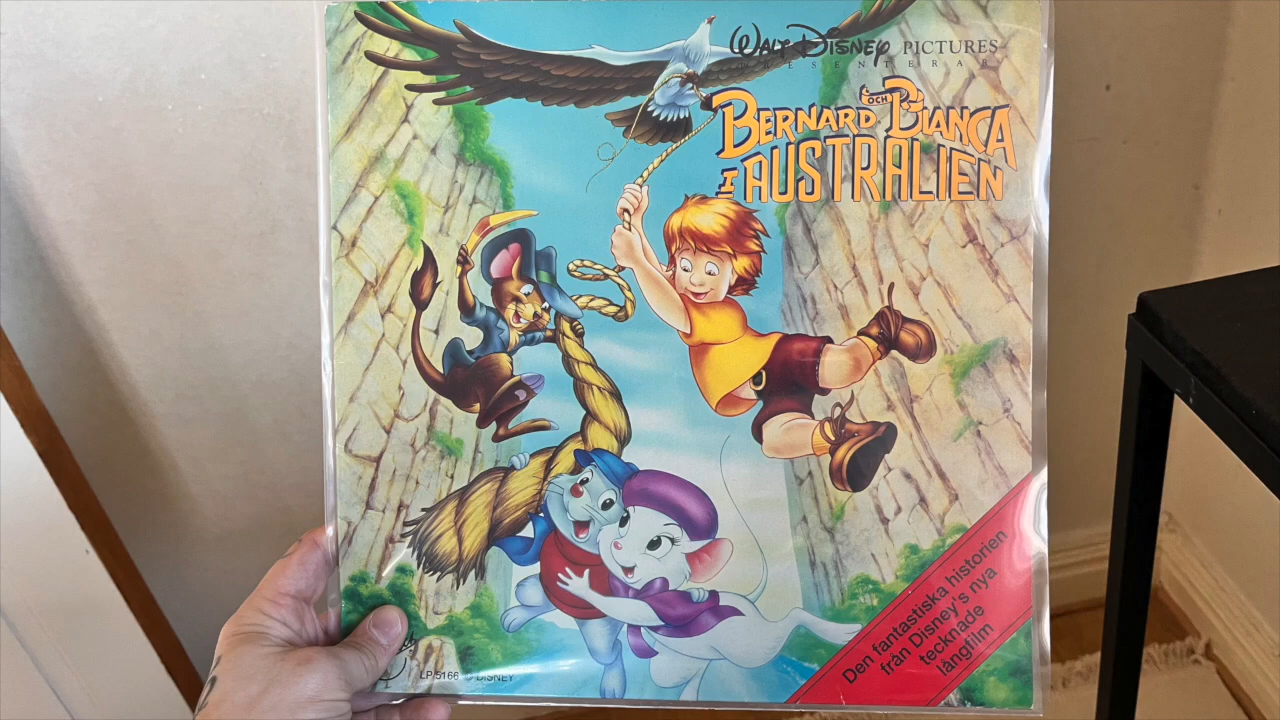 WALT DISNEY PICTURES
PRESENTERAR
BERNARD OCH BIANCA
I AUSTRALIEN
Den fantastiska historien
från Disney's nya
tecknade
långfilm
LP 5166 © DISNEY